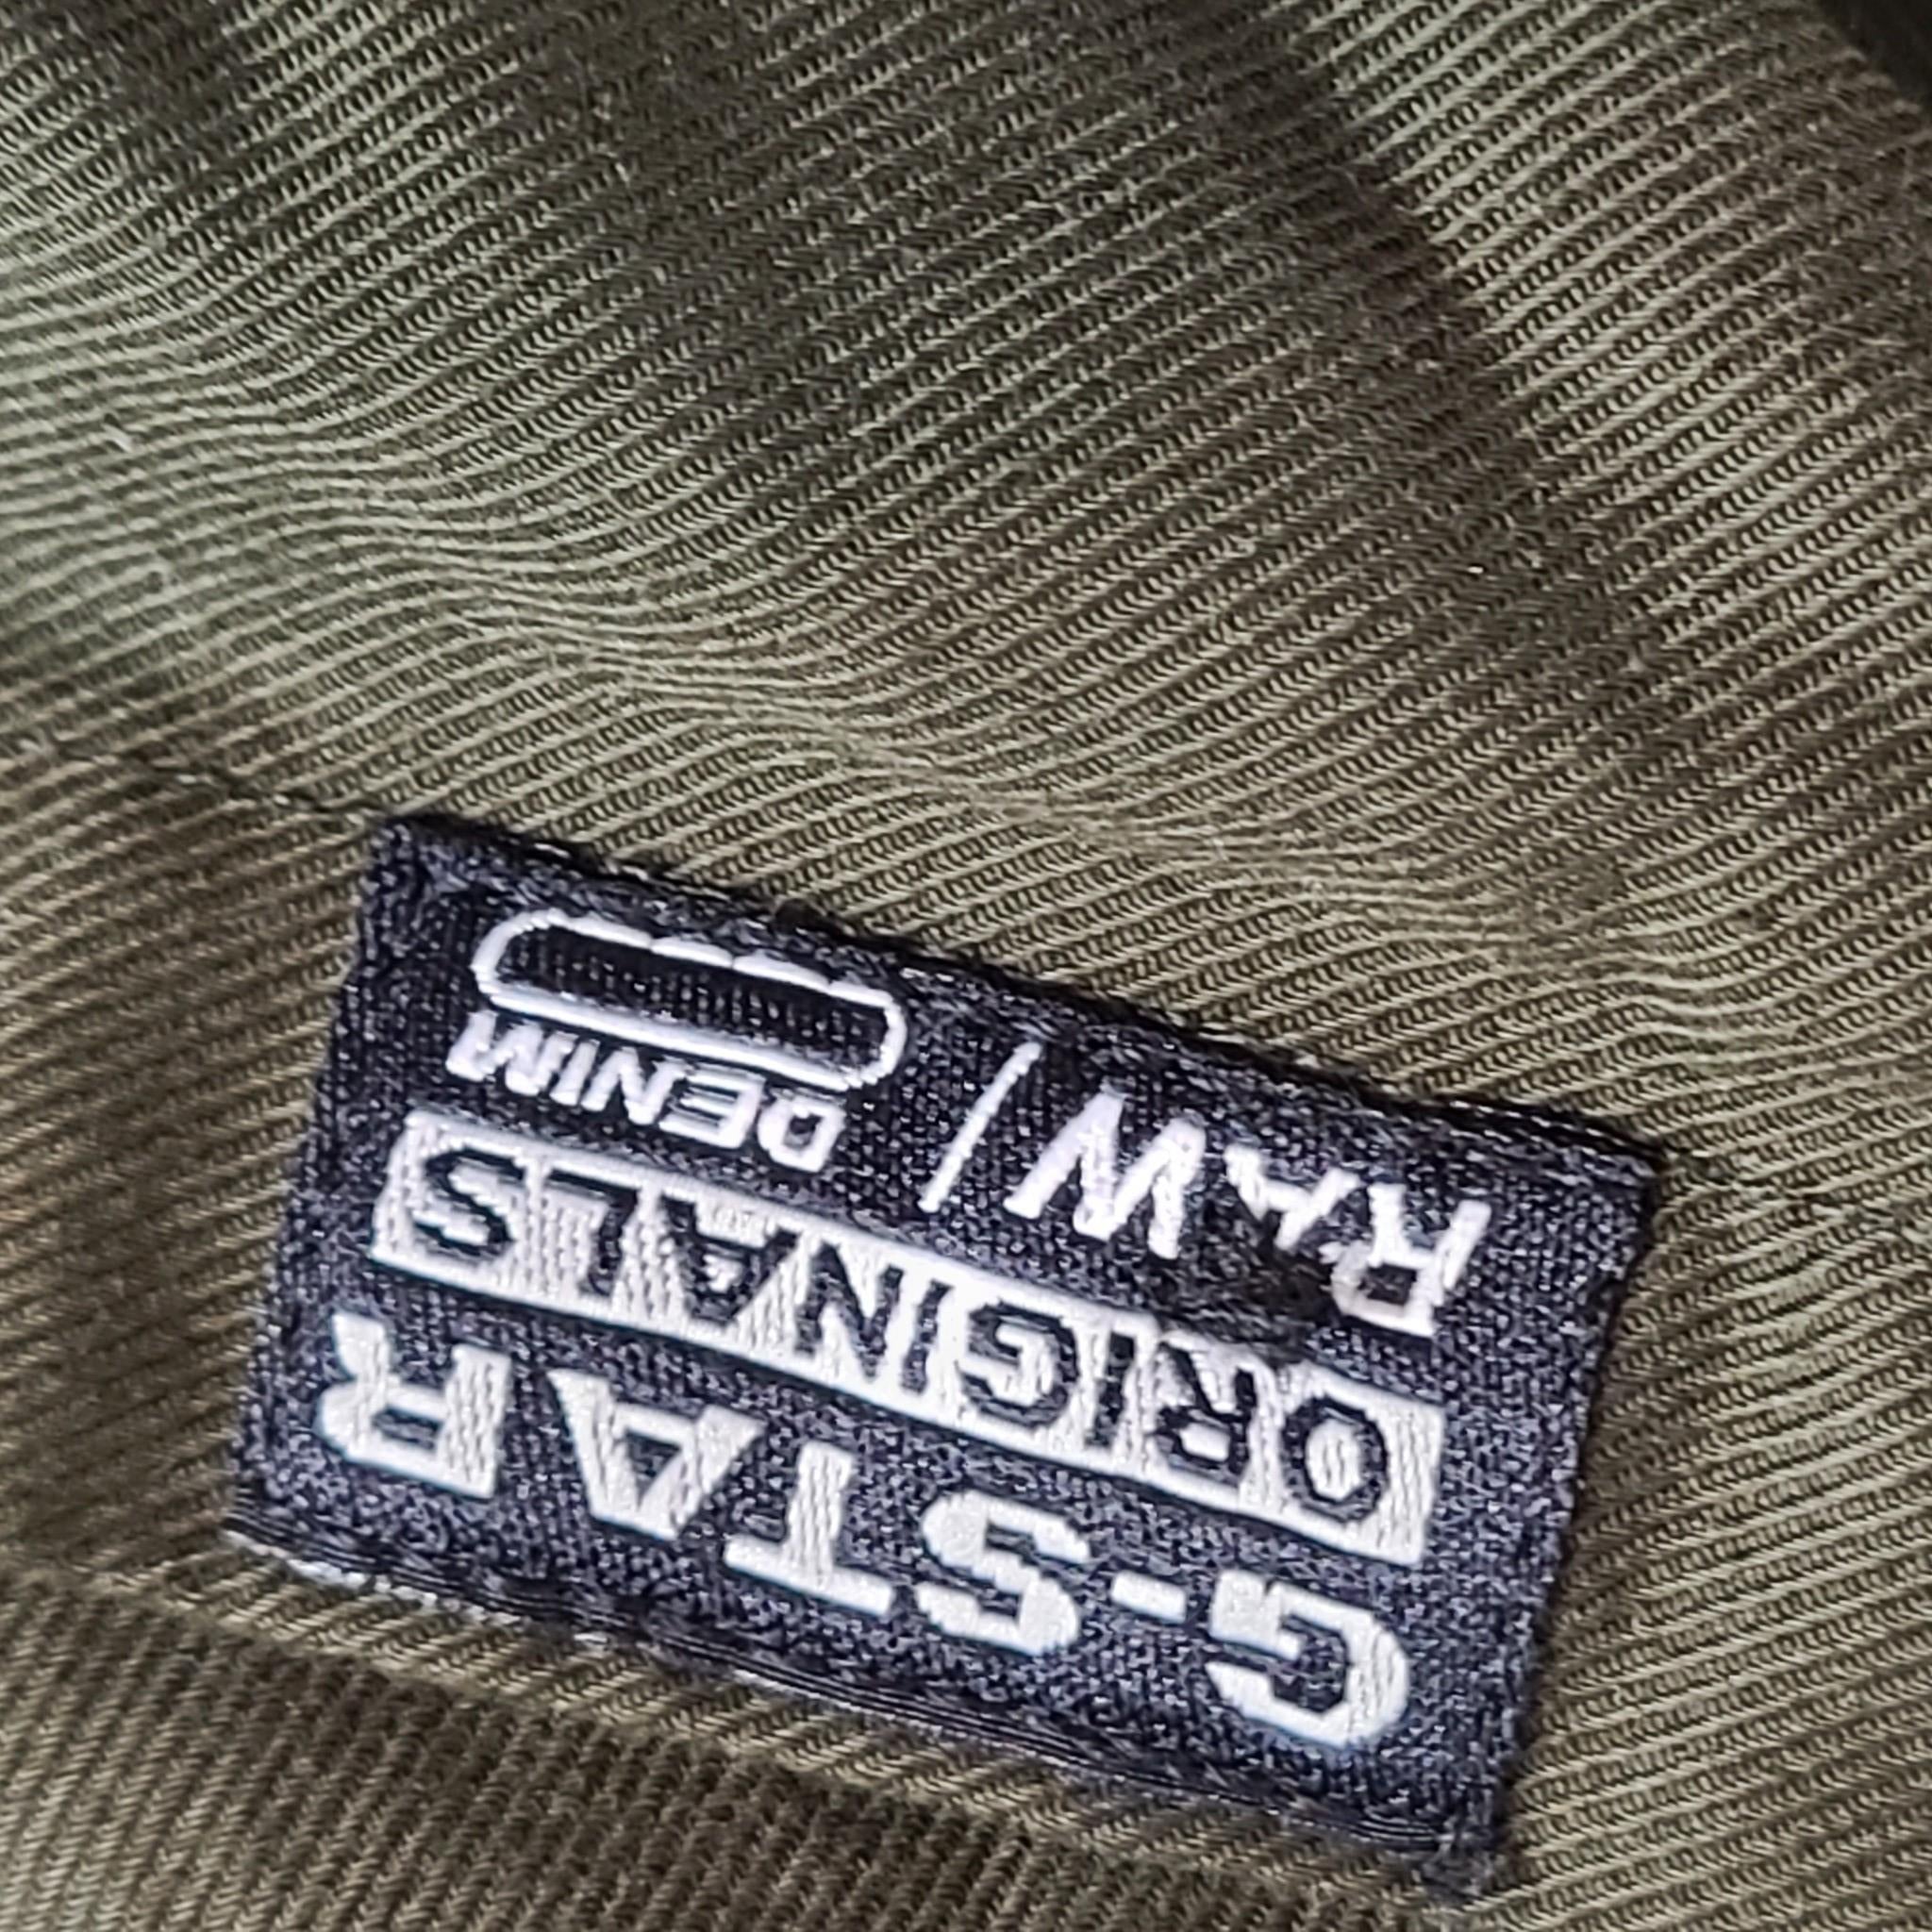 G-STAR
ORIGINALS
RAW / DENIM